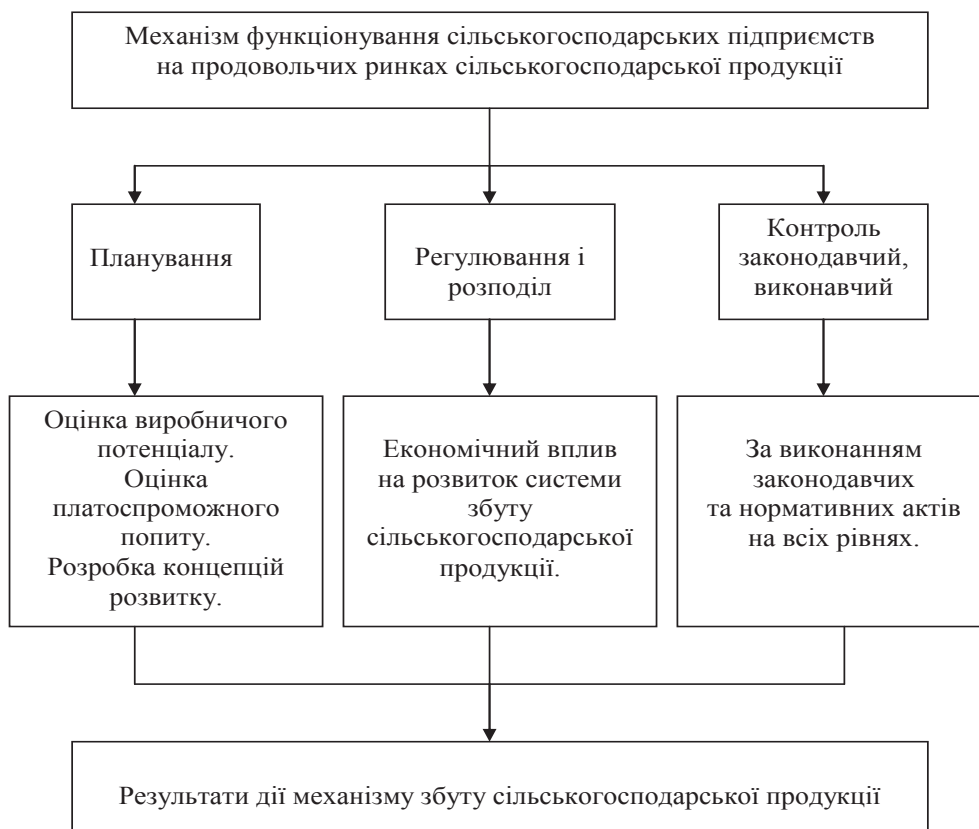 Механізм функціонування сільськогосподарських підприємств
на продовольчих ринках сільськогосподарської продукції
Планування
Регулювання і
розподіл
Контроль
законодавчий,
виконавчий
Оцінка виробничого
потенціалу.
Оцінка
платоспроможного
попиту.
Розробка концепцій
розвитку.
Економічний вплив
на розвиток системи
збуту
сільськогосподарської
продукції.
За виконанням
законодавчих
та нормативних актів
на всіх рівнях.
Результати дії механізму збуту сільськогосподарської продукції